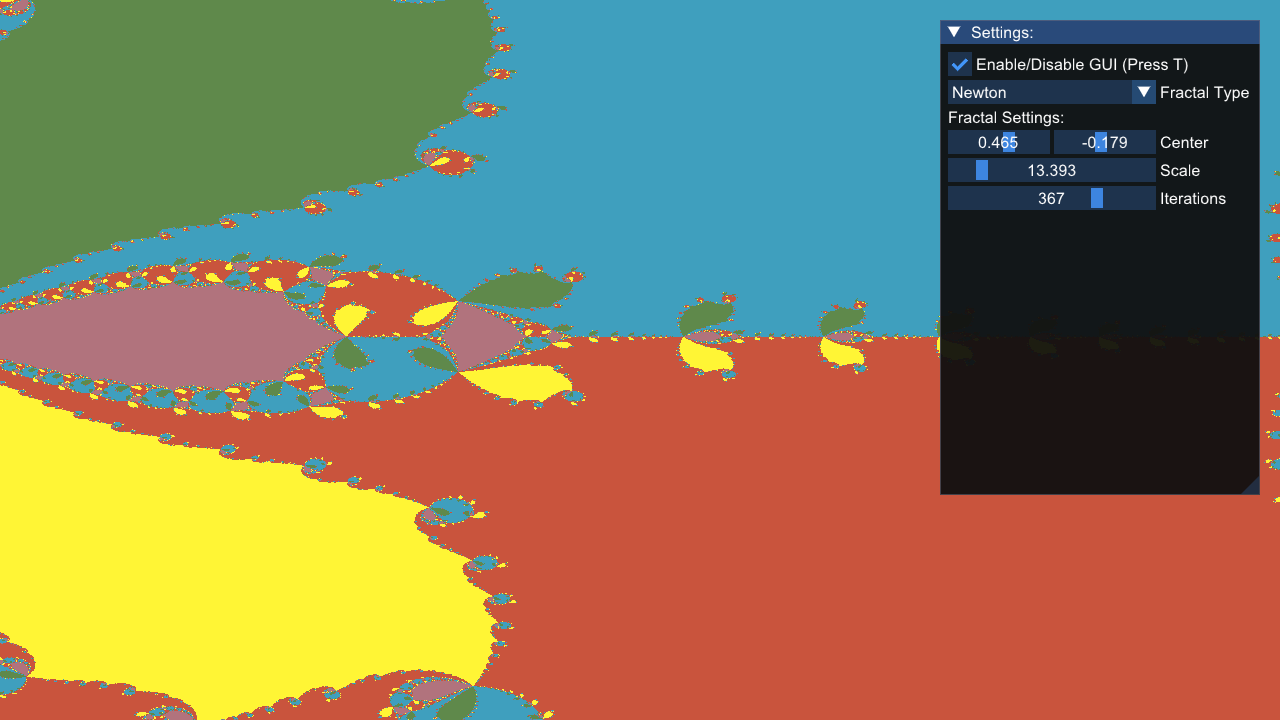 Settings:
Enable/Disable GUI (Press T)
Newton Fractal Type
Fractal Settings:
0.465 -0.179 Center
13.393 Scale
367 Iterations